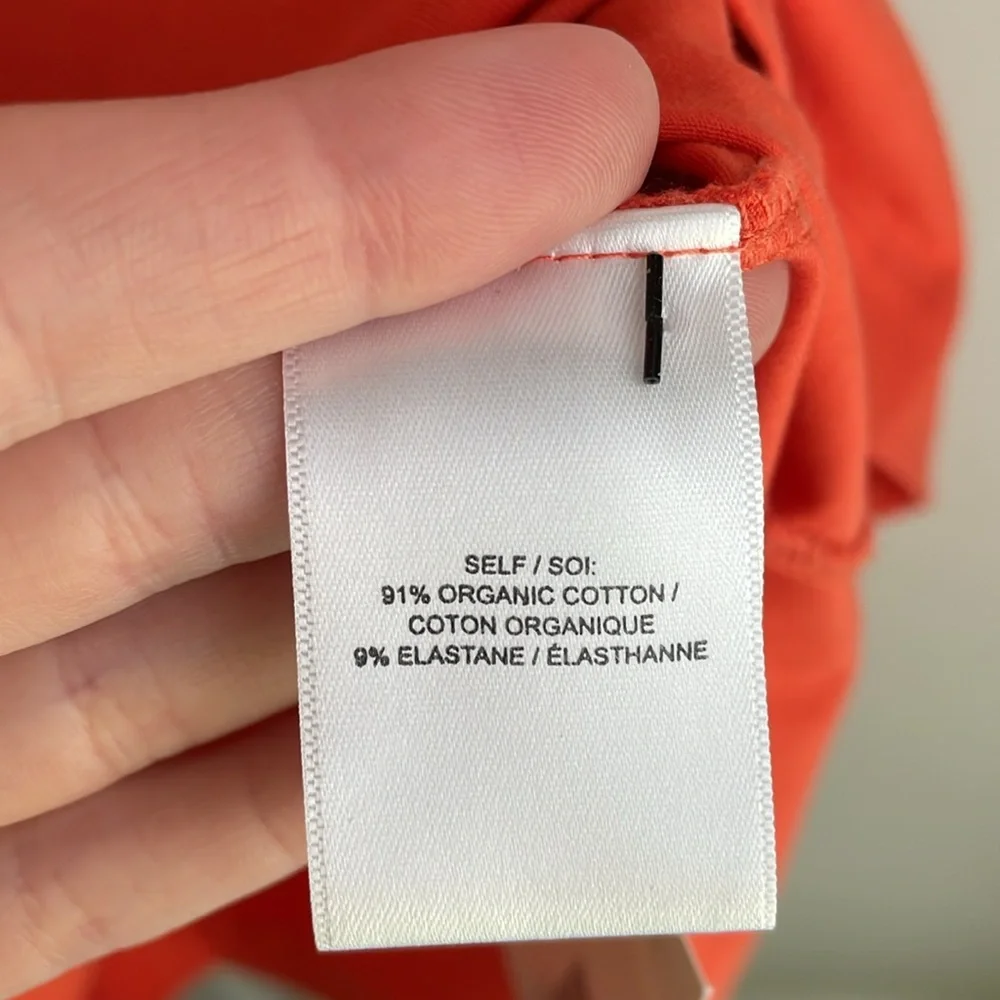 SELF / SOI:
91% ORGANIC COTTON /
COTON ORGANIQUE
9% ELASTANE / ÉLASTHANNE